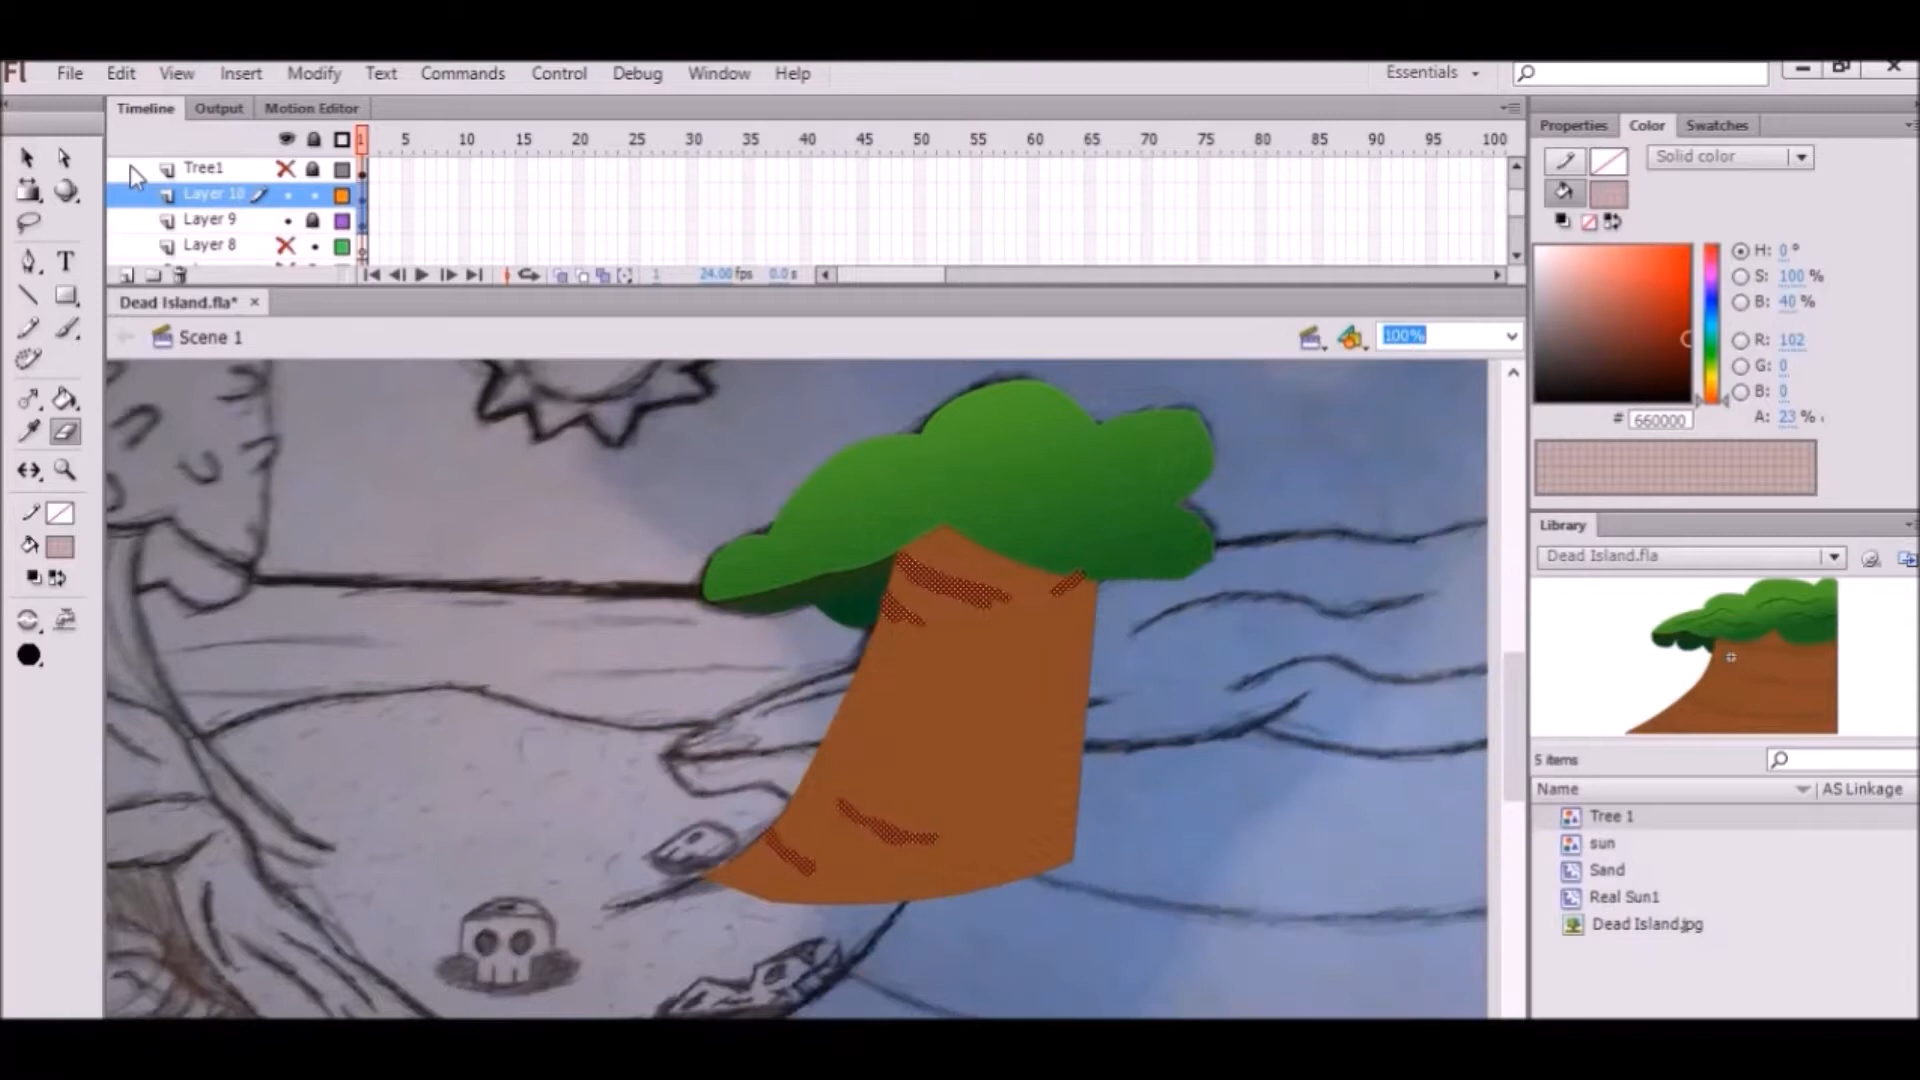 Fl File Edit View Insert Modify Text Commands Control Debug Window Help Essentials
Timeline Output Motion Editor
1 5 10 15 20 25 30 35 40 45 50 55 60 65 70 75 80 85 90 95 100
Tree1
Layer 10
Layer 9
Layer 8
1 24.00 fps 0.0 s
Dead Island.fla*
Scene 1
100%
Properties Color Swatches
Solid color
H: 0 °
S: 100 %
B: 40 %
R: 102
G: 0
B: 0
# 660000 A: 23 %
Library
Dead Island.fla
5 items
Name AS Linkage
Tree 1
sun
Sand
Real Sun1
Dead Island.jpg